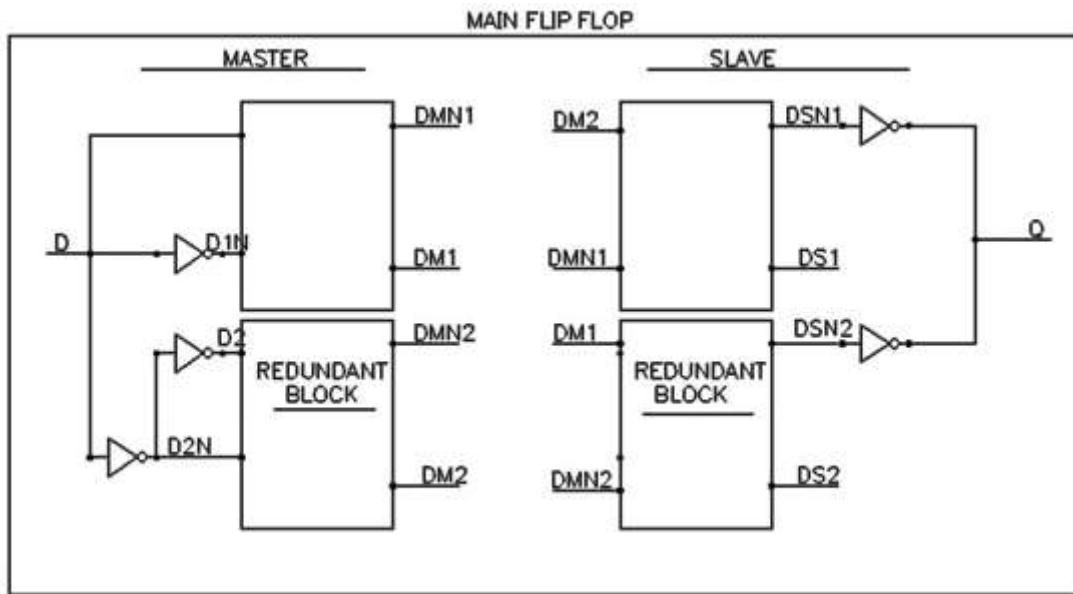 MAIN FLIP FLOP
MASTER
SLAVE
DMN1
DM2
DSN1
D
D1N
DM1
DMN1
DS1
Q
D2
DMN2
DM1
DSN2
REDUNDANT
BLOCK
REDUNDANT
BLOCK
D2N
DM2
DMN2
DS2